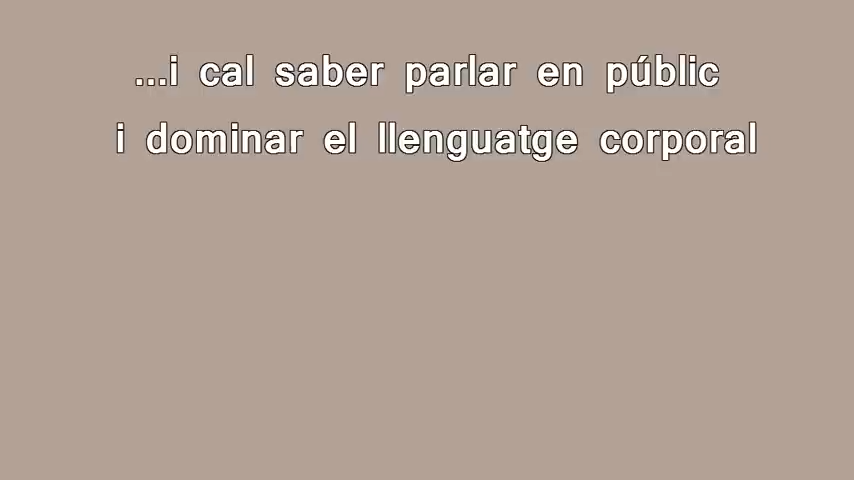 ...i cal saber parlar en públic
i dominar el llenguatge corporal